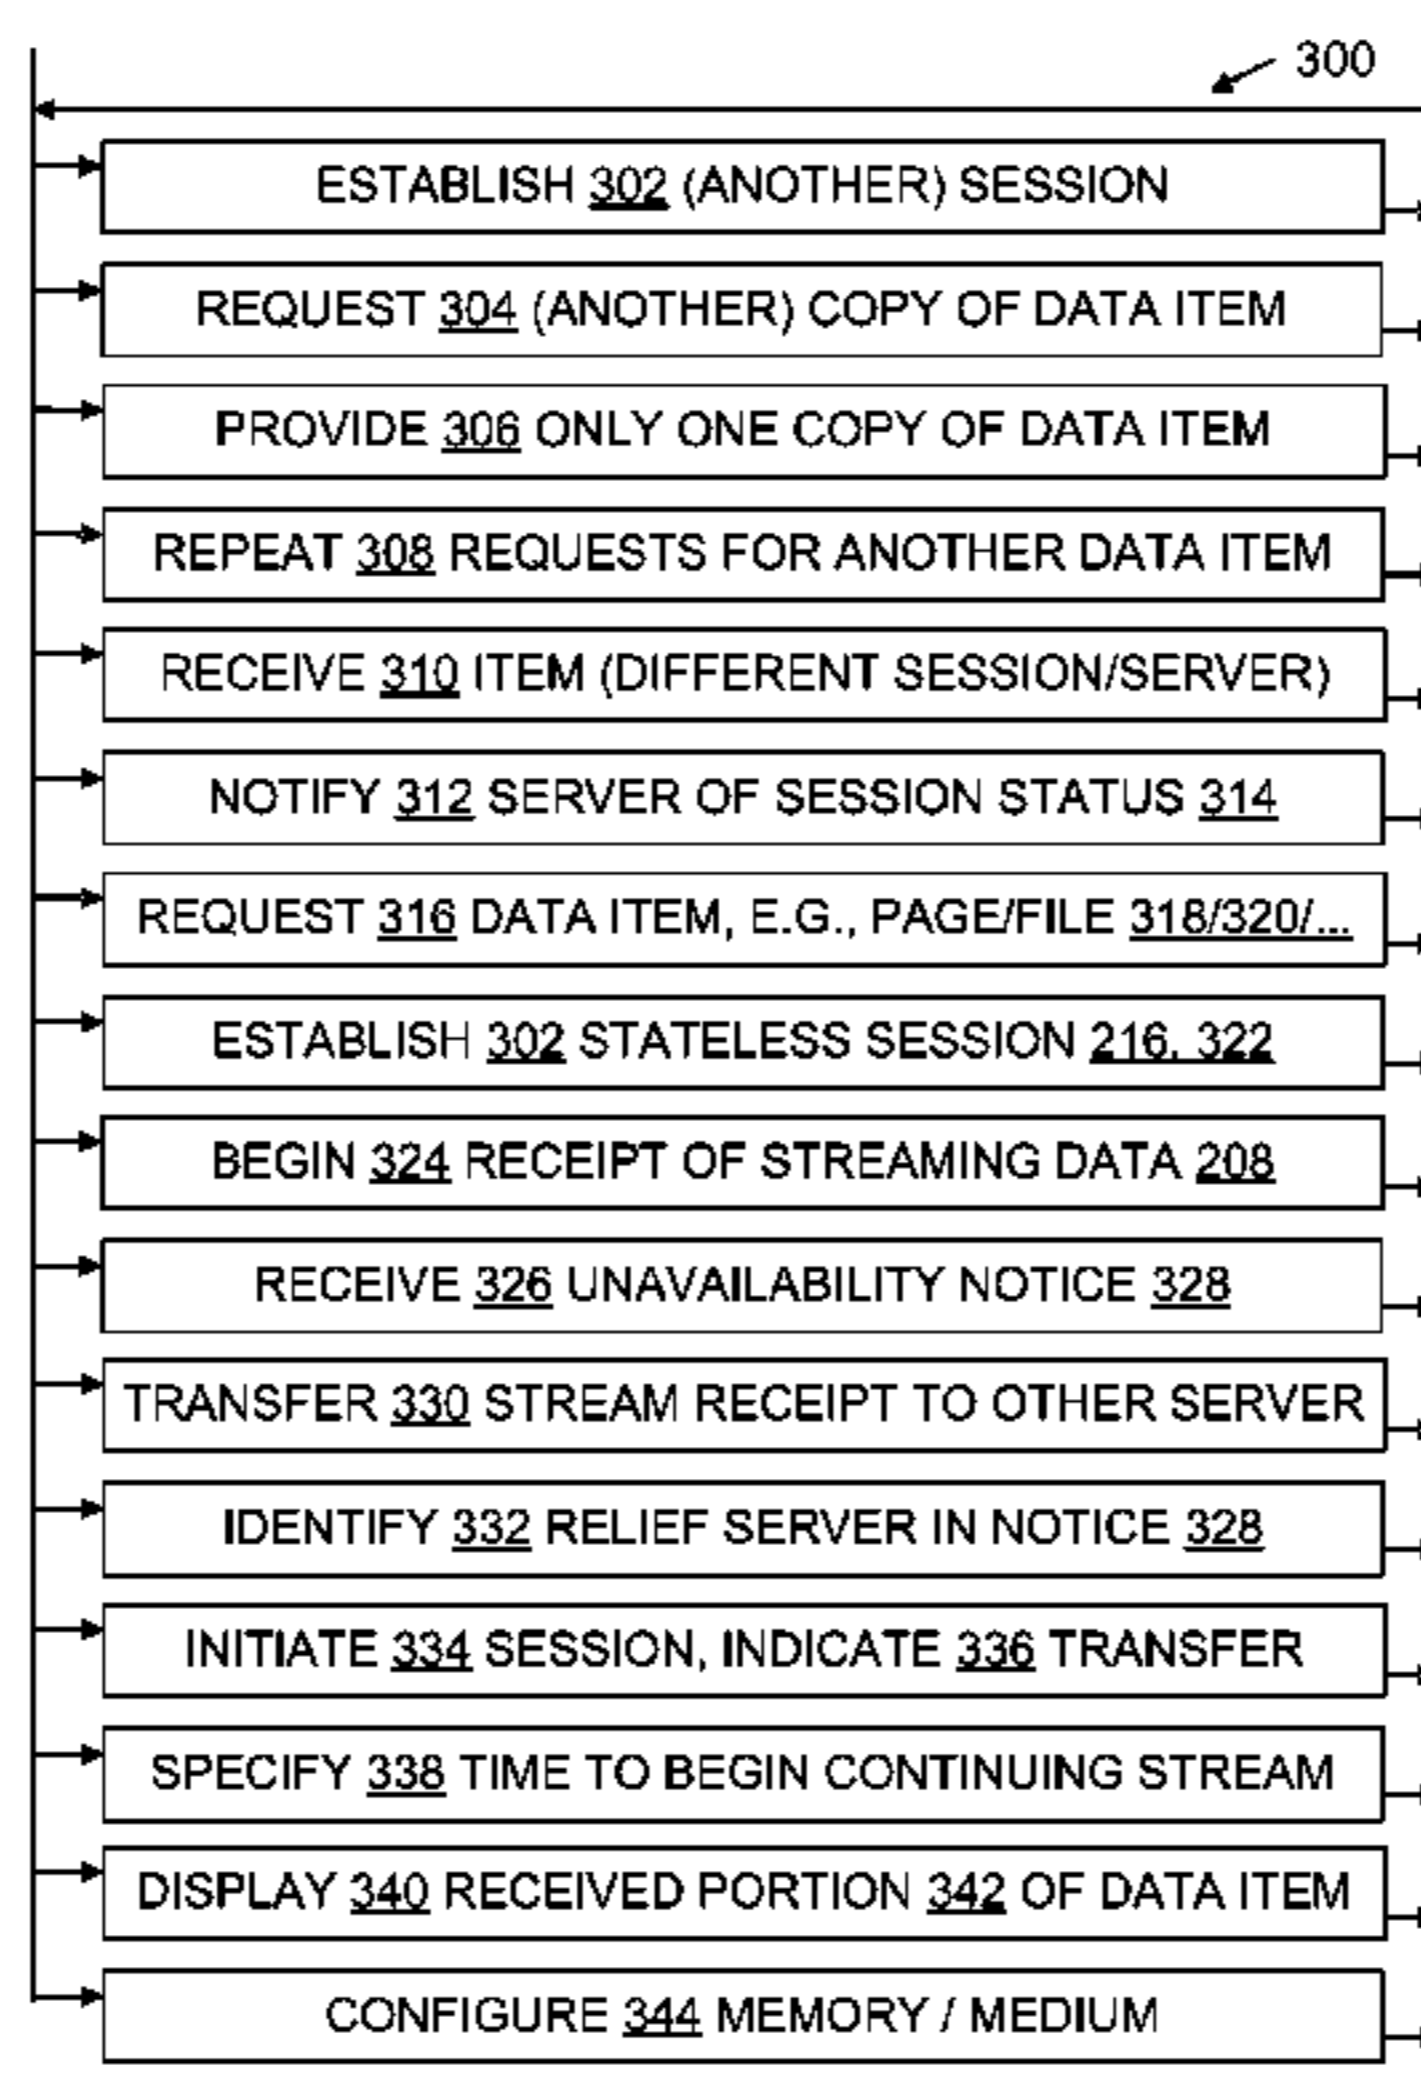 300
ESTABLISH 302 (ANOTHER) SESSION
REQUEST 304 (ANOTHER) COPY OF DATA ITEM
PROVIDE 306 ONLY ONE COPY OF DATA ITEM
REPEAT 308 REQUESTS FOR ANOTHER DATA ITEM
RECEIVE 310 ITEM (DIFFERENT SESSION/SERVER)
NOTIFY 312 SERVER OF SESSION STATUS 314
REQUEST 316 DATA ITEM, E.G., PAGE/FILE 318/320/...
ESTABLISH 302 STATELESS SESSION 216, 322
BEGIN 324 RECEIPT OF STREAMING DATA 208
RECEIVE 326 UNAVAILABILITY NOTICE 328
TRANSFER 330 STREAM RECEIPT TO OTHER SERVER
IDENTIFY 332 RELIEF SERVER IN NOTICE 328
INITIATE 334 SESSION, INDICATE 336 TRANSFER
SPECIFY 338 TIME TO BEGIN CONTINUING STREAM
DISPLAY 340 RECEIVED PORTION 342 OF DATA ITEM
CONFIGURE 344 MEMORY / MEDIUM